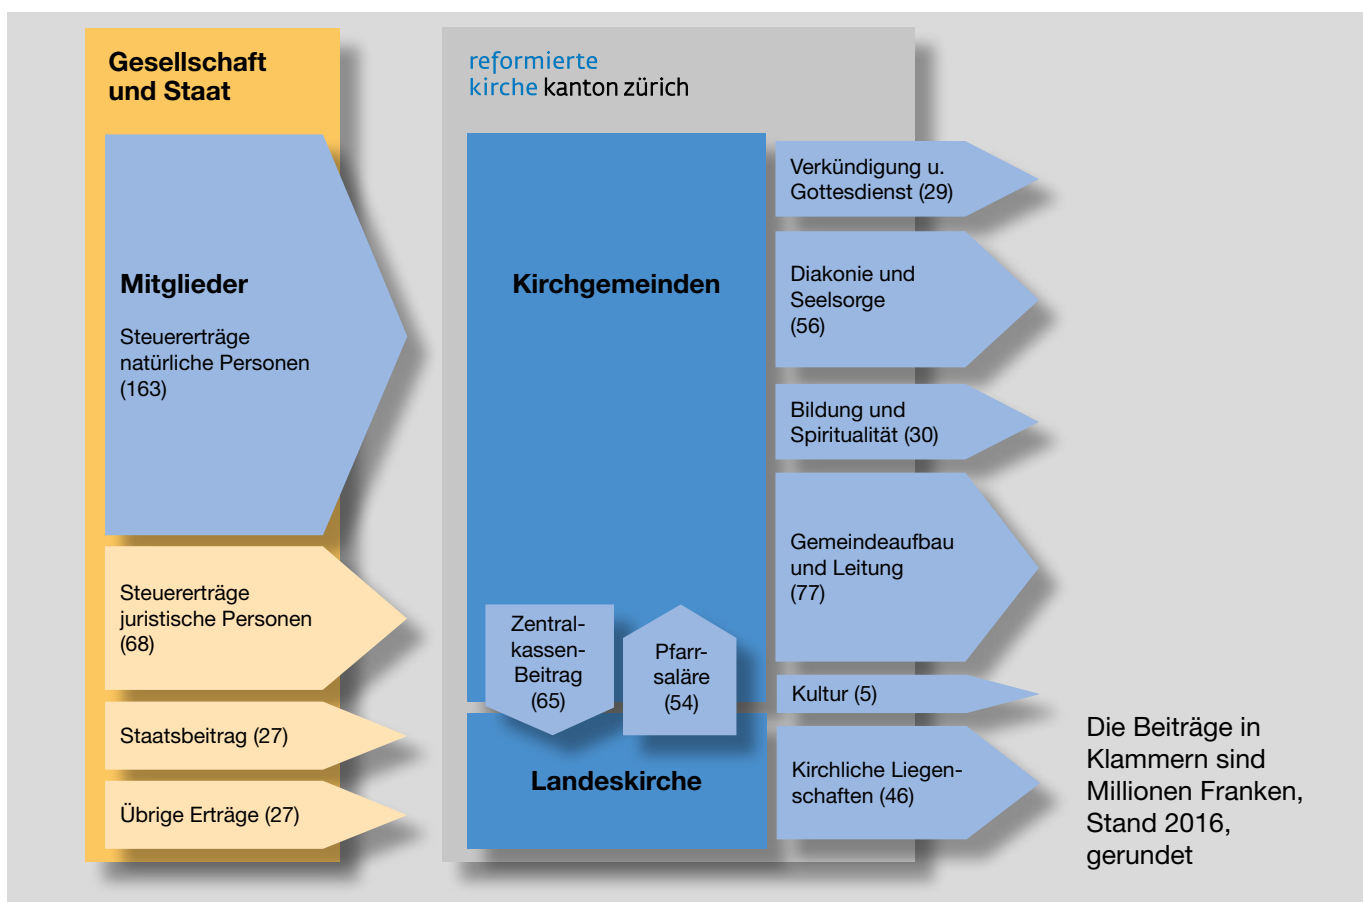 Gesellschaft
und Staat
Mitglieder
Steuererträge
natürliche Personen
(163)
Steuererträge
juristische Personen
(68)
Staatsbeitrag (27)
Übrige Erträge (27)
reformierte
kirche kanton zürich
Kirchgemeinden
Zentral-
kassen-
Beitrag
(65)
Pfarr-
saläre
(54)
Landeskirche
Verkündigung u.
Gottesdienst (29)
Diakonie und
Seelsorge
(56)
Bildung und
Spiritualität (30)
Gemeindeaufbau
und Leitung
(77)
Kultur (5)
Kirchliche Liegen-
schaften (46)
Die Beiträge in
Klammern sind
Millionen Franken,
Stand 2016,
gerundet